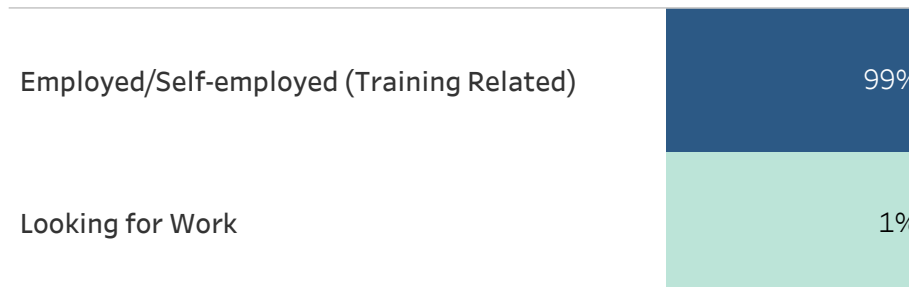 Employed/Self-employed (Training Related) 99%
Looking for Work 1%